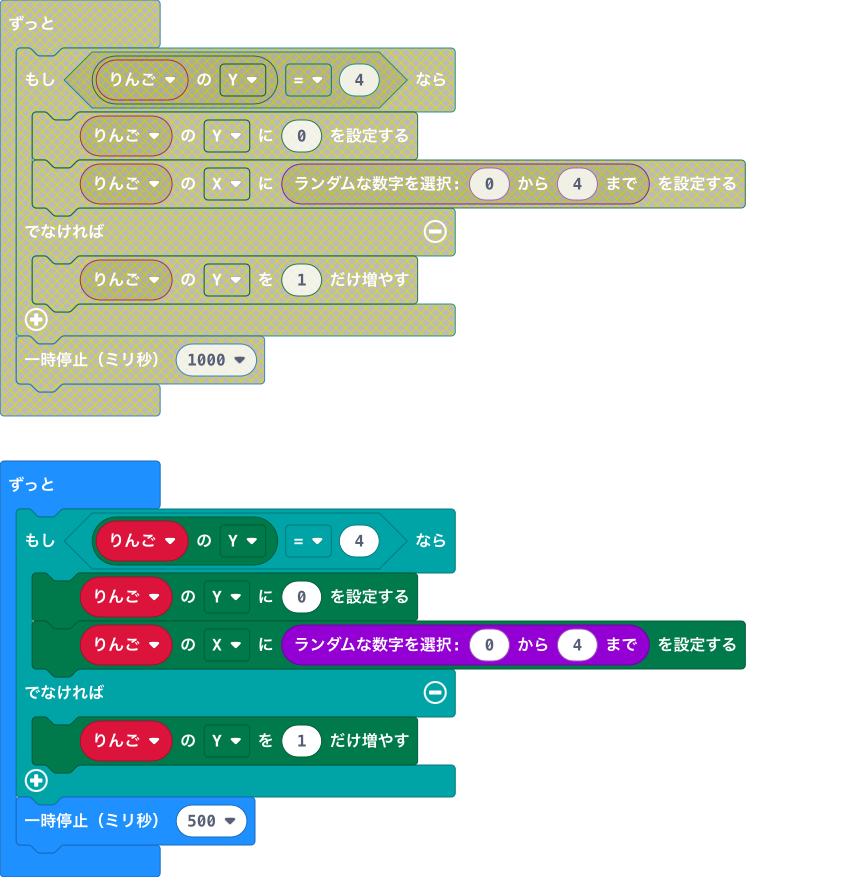 ずっと
もし りんご の Y = 4 なら
りんご の Y に 0 を設定する
りんご の X に ランダムな数字を選択: 0 から 4 まで を設定する
でなければ
りんご の Y を 1 だけ増やす
一時停止（ミリ秒） 1000
ずっと
もし りんご の Y = 4 なら
りんご の Y に 0 を設定する
りんご の X に ランダムな数字を選択: 0 から 4 まで を設定する
でなければ
りんご の Y を 1 だけ増やす
一時停止（ミリ秒） 500